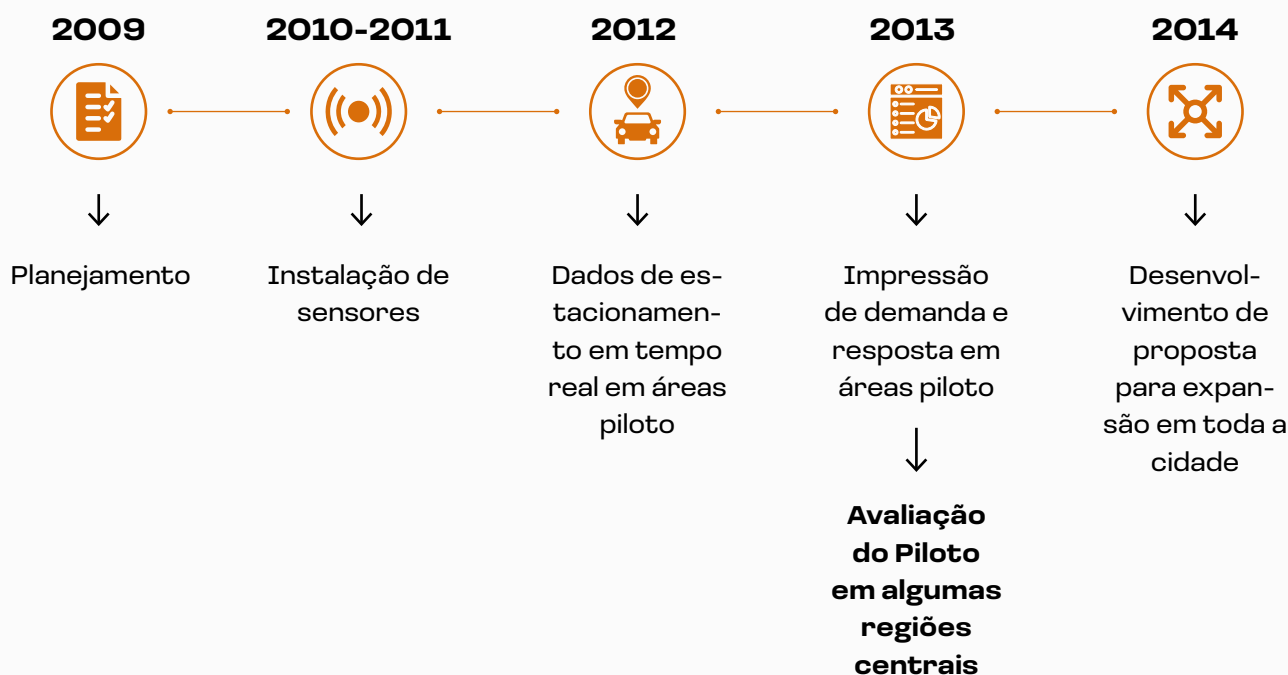 2009
Planejamento
2010-2011
Instalação de
sensores
2012
Dados de es-
tacionamen-
to em tempo
real em áreas
piloto
2013
Impressão
de demanda e
resposta em
áreas piloto
Avaliação
do Piloto
em algumas
regiões
centrais
2014
Desenvol-
vimento de
proposta
para expan-
são em toda a
cidade